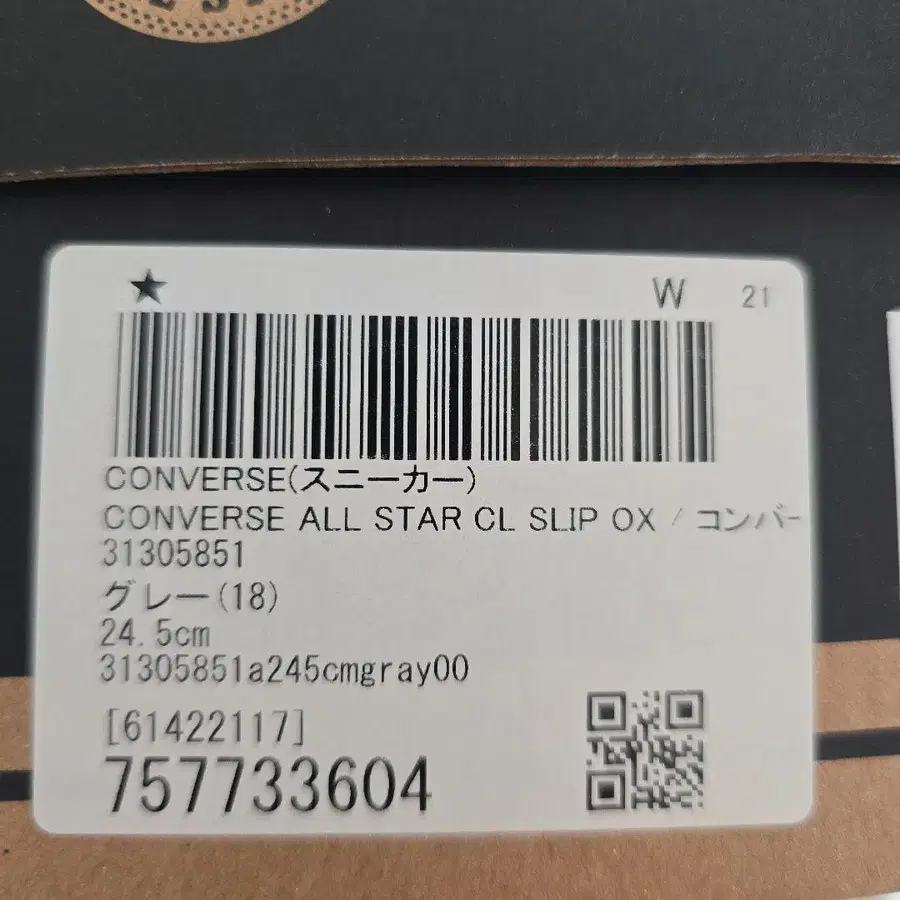 ★ W 21
CONVERSE(スニーカー)
CONVERSE ALL STAR CL SLIP OX / コンバー
31305851
グレー(18)
24.5cm
31305851a245cmgray00
[61422117]
757733604